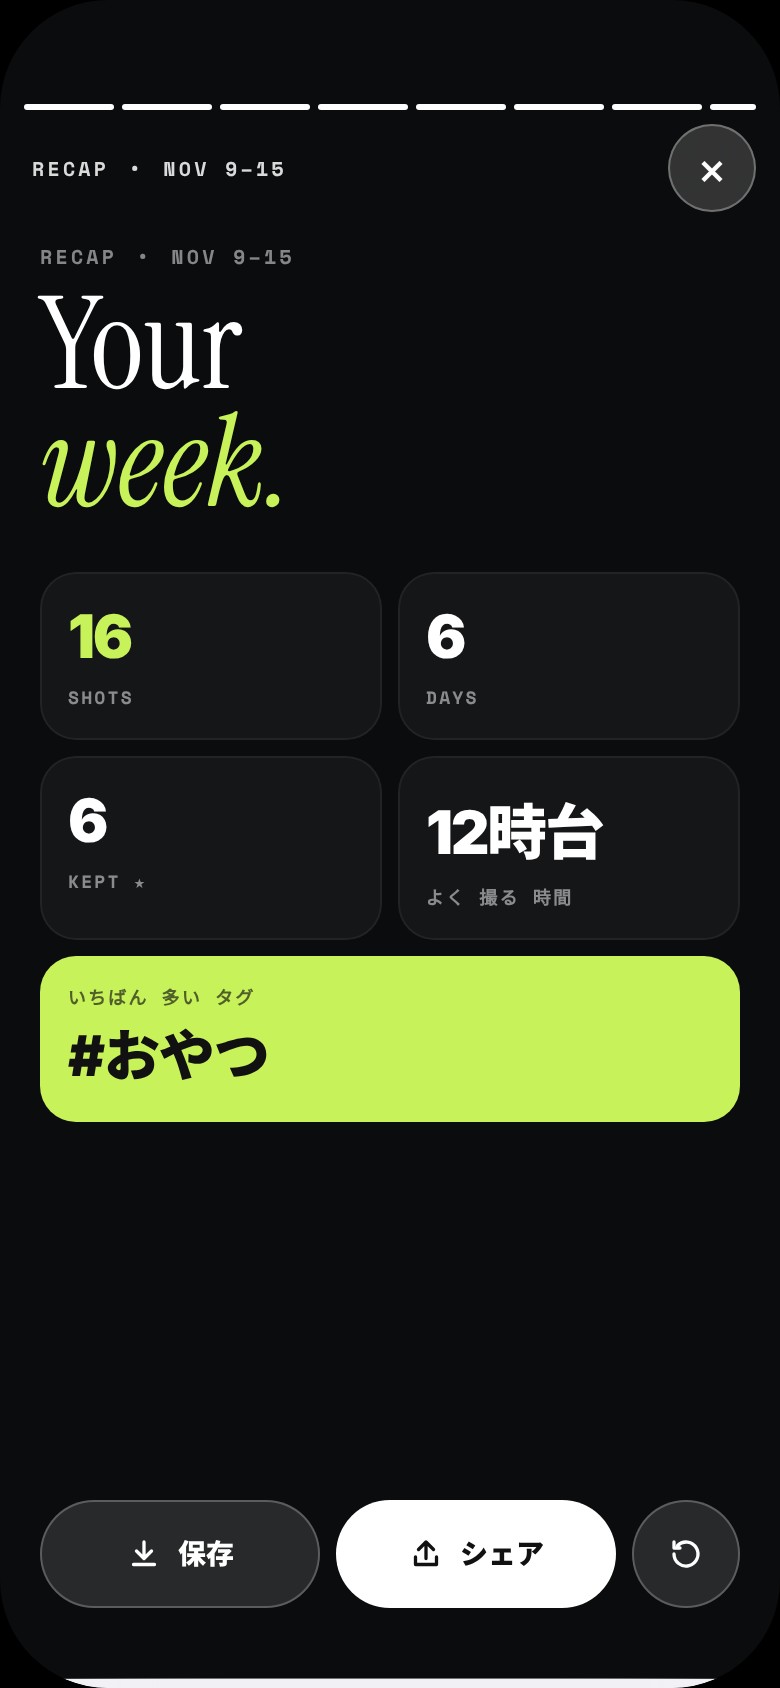 RECAP • NOV 9–15
RECAP • NOV 9–15
Your
week.
16
SHOTS
6
DAYS
6
KEPT ★
12時台
よく 撮る 時間
いちばん 多い タグ
#おやつ
保存
シェア